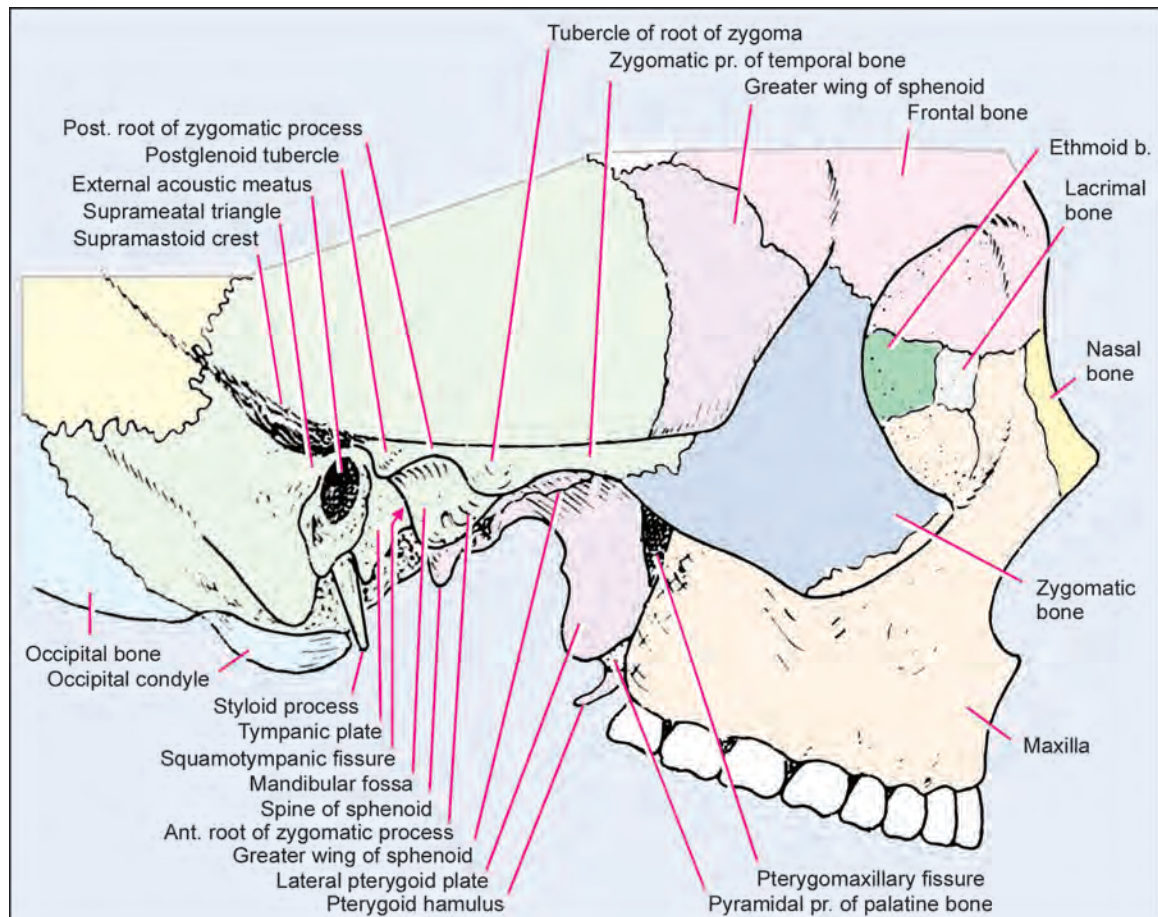 Tubercle of root of zygoma
Zygomatic pr. of temporal bone
Greater wing of sphenoid
Frontal bone
Post. root of zygomatic process
Postglenoid tubercle
External acoustic meatus
Suprameatal triangle
Supramastoid crest
Ethmoid b.
Lacrimal
bone
Nasal
bone
Zygomatic
bone
Maxilla
Occipital bone
Occipital condyle
Styloid process
Tympanic plate
Squamotympanic fissure
Mandibular fossa
Spine of sphenoid
Ant. root of zygomatic process
Greater wing of sphenoid
Lateral pterygoid plate
Pterygoid hamulus
Pterygomaxillary fissure
Pyramidal pr. of palatine bone